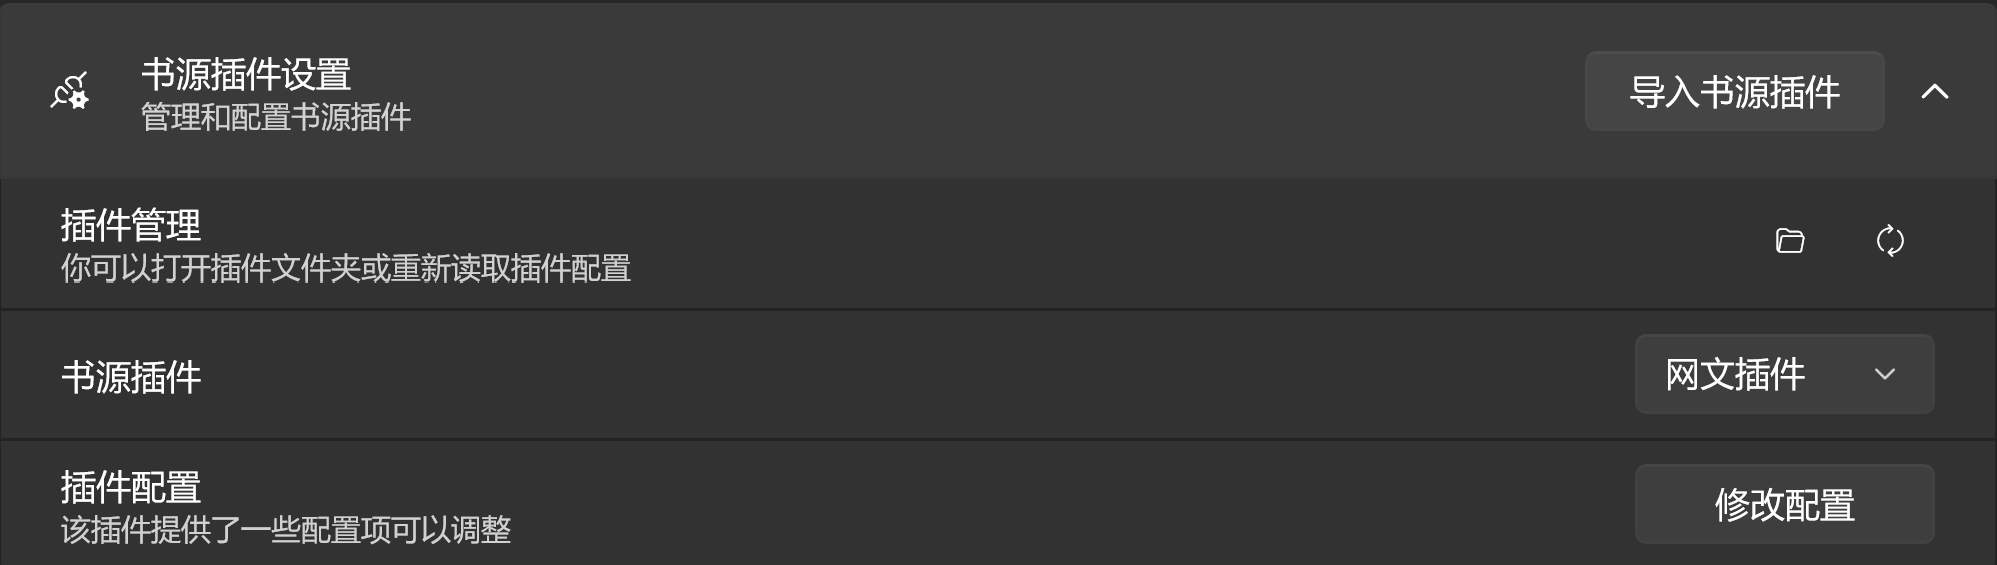 书源插件设置
管理和配置书源插件
导入书源插件
插件管理
你可以打开插件文件夹或重新读取插件配置
书源插件
网文插件
插件配置
该插件提供了一些配置项可以调整
修改配置